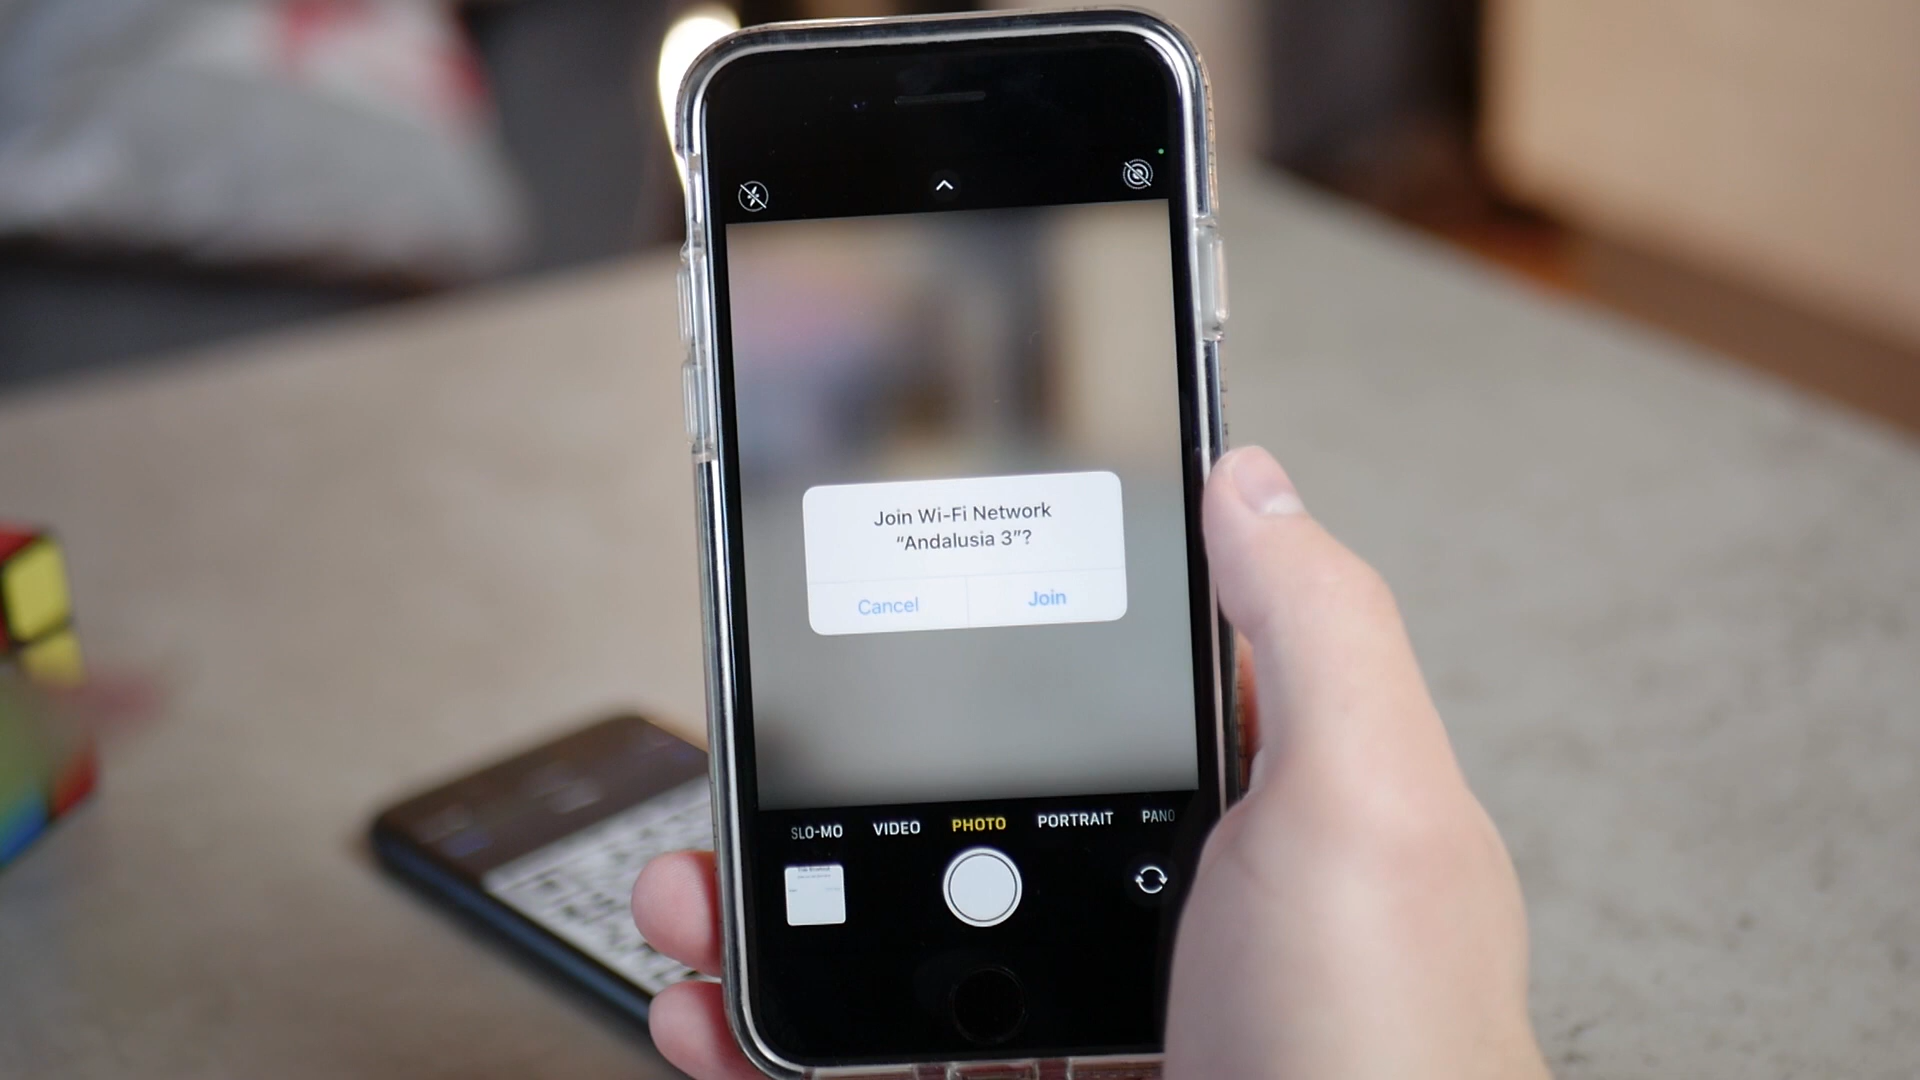 Join Wi-Fi Network
“Andalusia 3”?
Cancel Join
SLO-MO VIDEO PHOTO PORTRAIT PANO